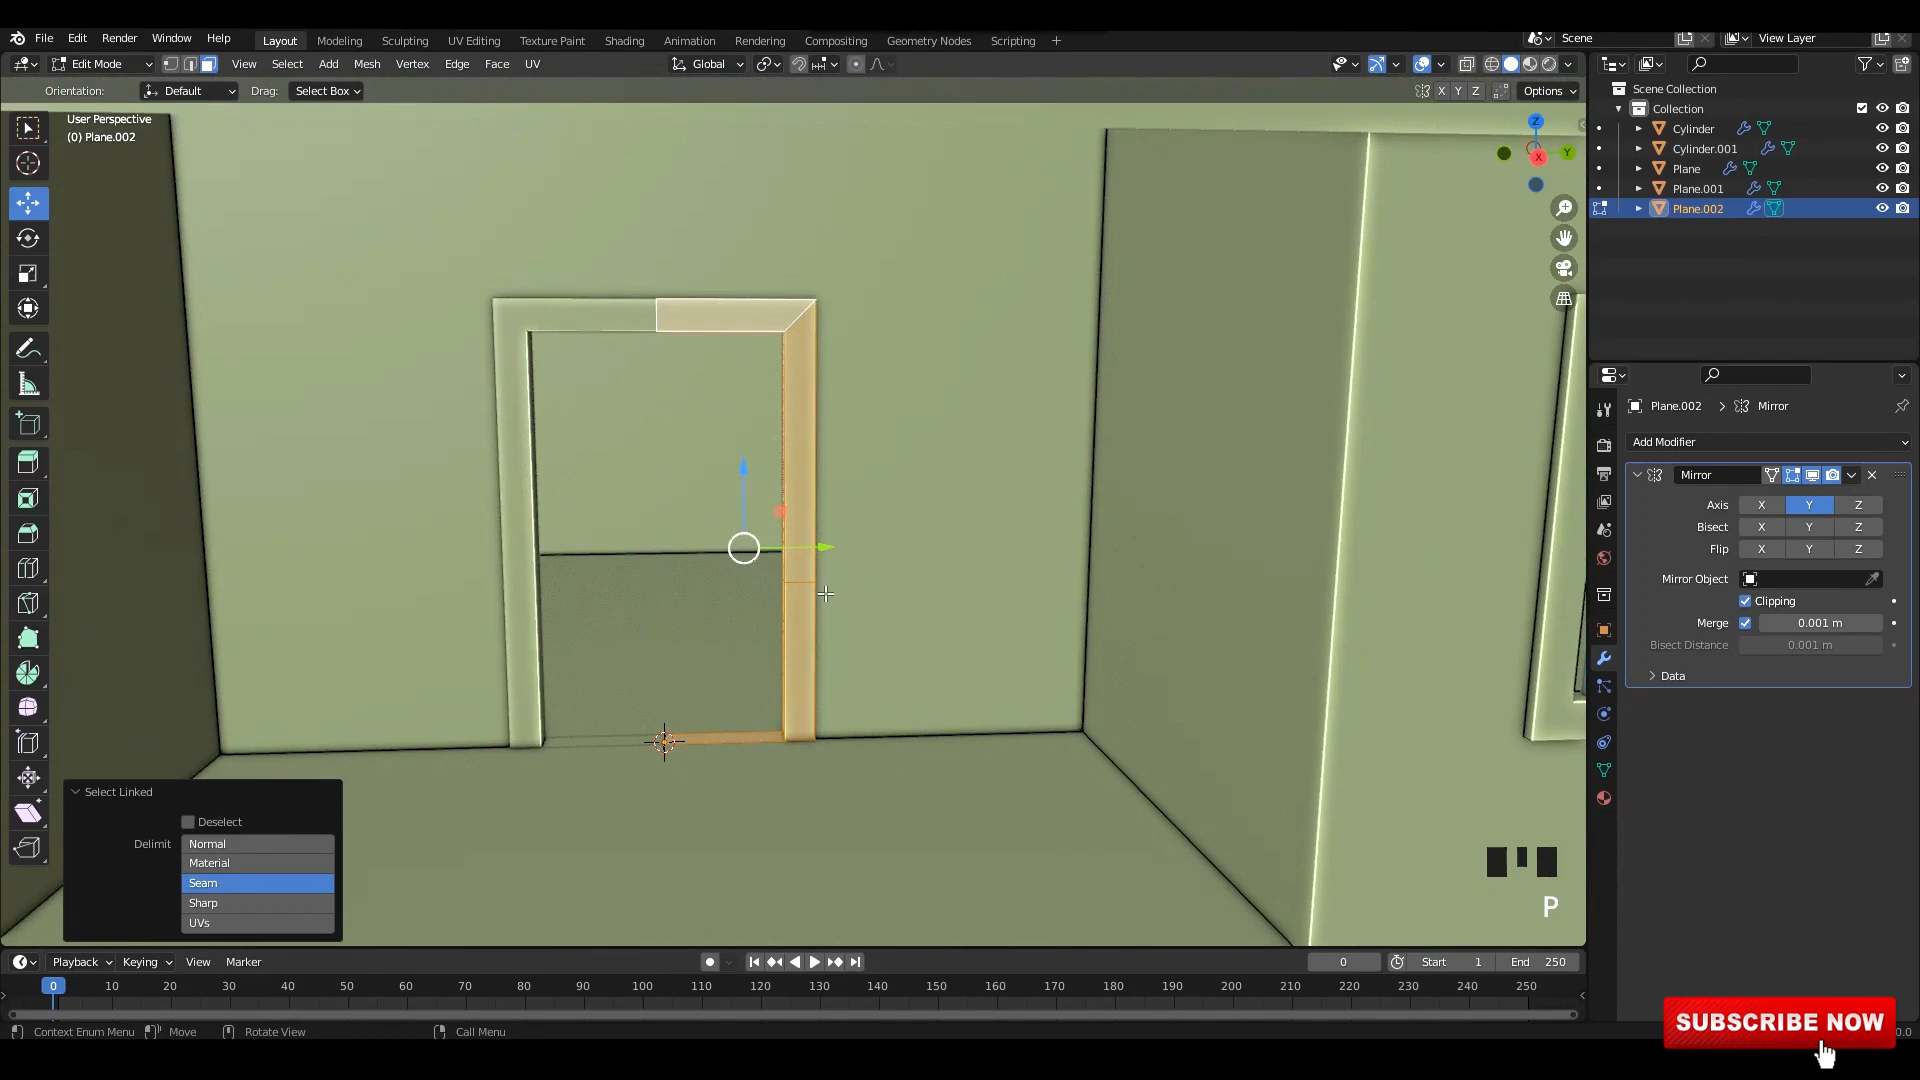 File Edit Render Window Help
Layout Modeling Sculpting UV Editing Texture Paint Shading Animation Rendering Compositing Geometry Nodes Scripting +
Scene
View Layer
Edit Mode
View Select Add Mesh Vertex Edge Face UV
Global
Orientation: Default Drag: Select Box
X Y Z Options
User Perspective
(0) Plane.002
Z
Y
X
Scene Collection
Collection
Cylinder
Cylinder.001
Plane
Plane.001
Plane.002
Plane.002 > Mirror
Add Modifier
Mirror
Axis X Y Z
Bisect X Y Z
Flip X Y Z
Mirror Object
Clipping
Merge 0.001 m
Bisect Distance 0.001 m
Data
Select Linked
Deselect
Delimit Normal
Material
Seam
Sharp
UVs
P
Playback Keying View Marker
0 Start 1 End 250
0 10 20 30 40 50 60 70 80 90 100 110 120 130 140 150 160 170 180 190 200 210 220 230 240 250
Context Enum Menu Move Rotate View Call Menu
SUBSCRIBE NOW